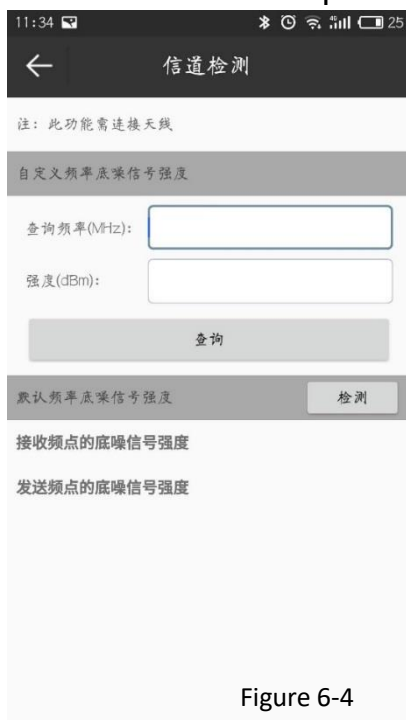 11:34 25
信道检测
注: 此功能需连接天线
自定义频率底噪信号强度
查询频率(MHz):
强度(dBm):
查询
默认频率底噪信号强度 检测
接收频点的底噪信号强度
发送频点的底噪信号强度
Figure 6-4